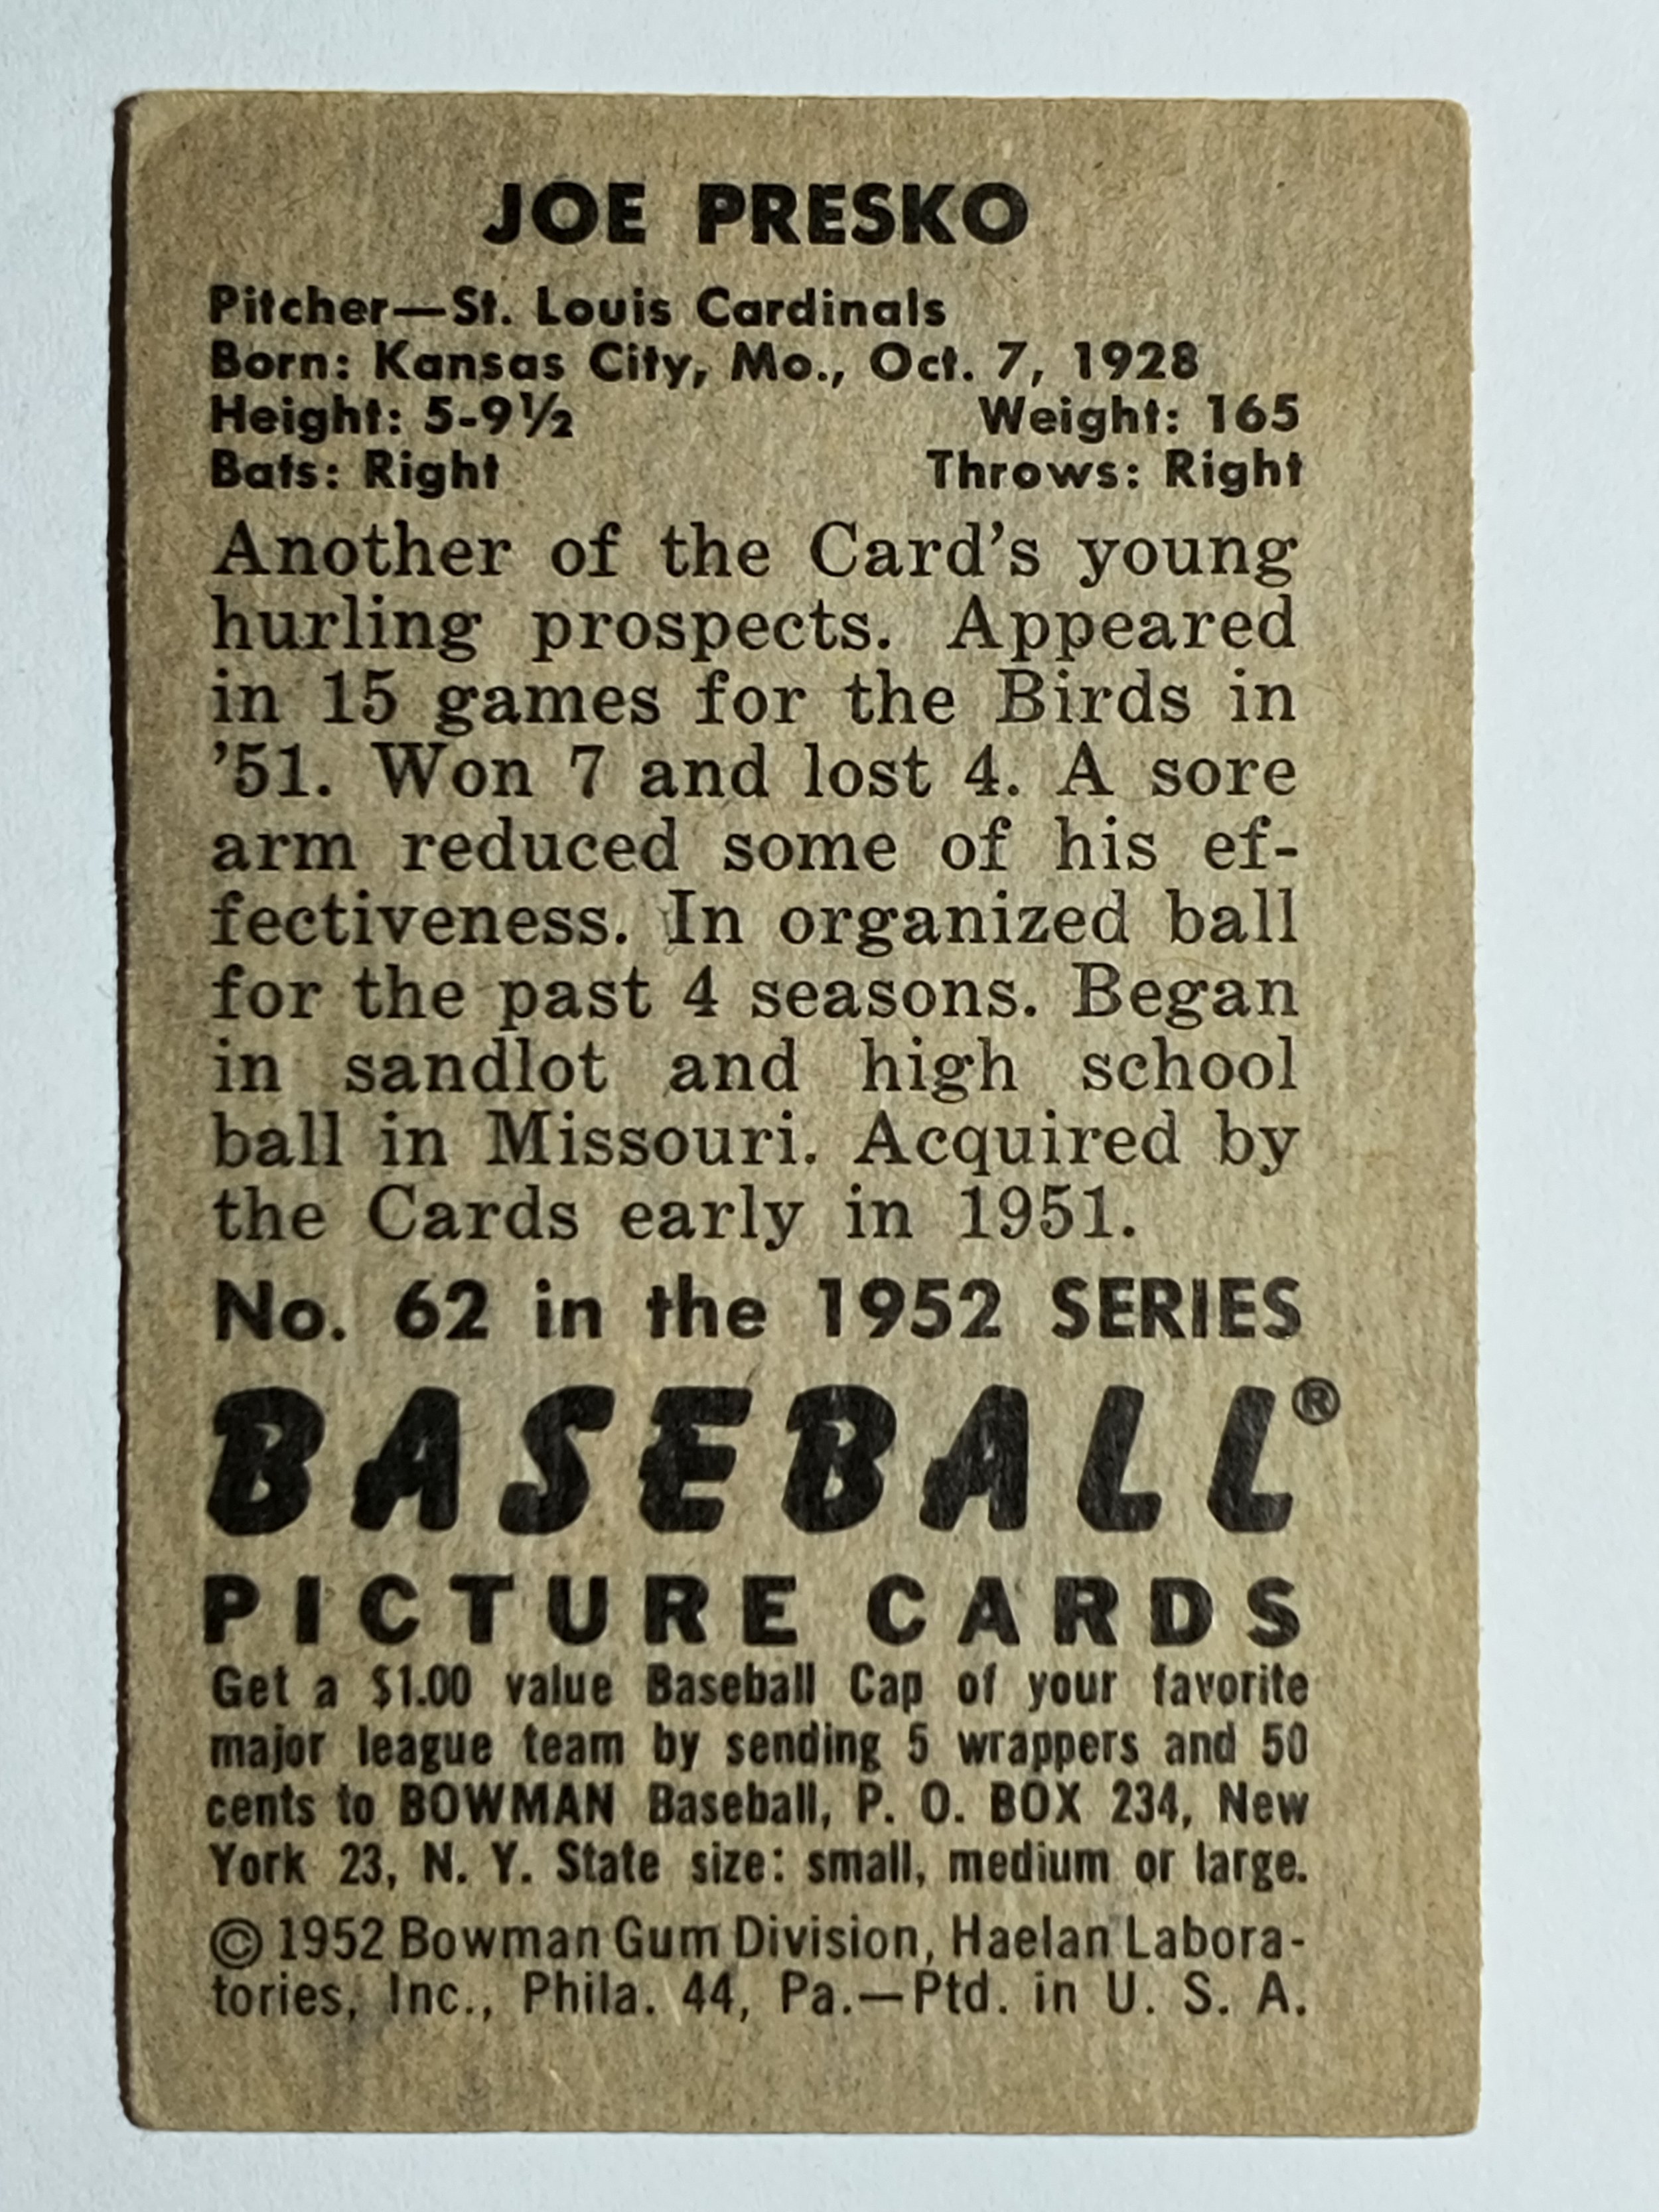 JOE PRESKO
Pitcher—St. Louis Cardinals
Born: Kansas City, Mo., Oct. 7, 1928
Height: 5-9½ Weight: 165
Bats: Right Throws: Right
Another of the Card's young
hurling prospects. Appeared
in 15 games for the Birds in
'51. Won 7 and lost 4. A sore
arm reduced some of his ef-
fectiveness. In organized ball
for the past 4 seasons. Began
in sandlot and high school
ball in Missouri. Acquired by
the Cards early in 1951.
No. 62 in the 1952 SERIES
BASEBALL®
PICTURE CARDS
Get a $1.00 value Baseball Cap of your favorite
major league team by sending 5 wrappers and 50
cents to BOWMAN Baseball, P. O. BOX 234, New
York 23, N. Y. State size: small, medium or large.
© 1952 Bowman Gum Division, Haelan Labora-
tories, Inc., Phila. 44, Pa.—Ptd. in U. S. A.